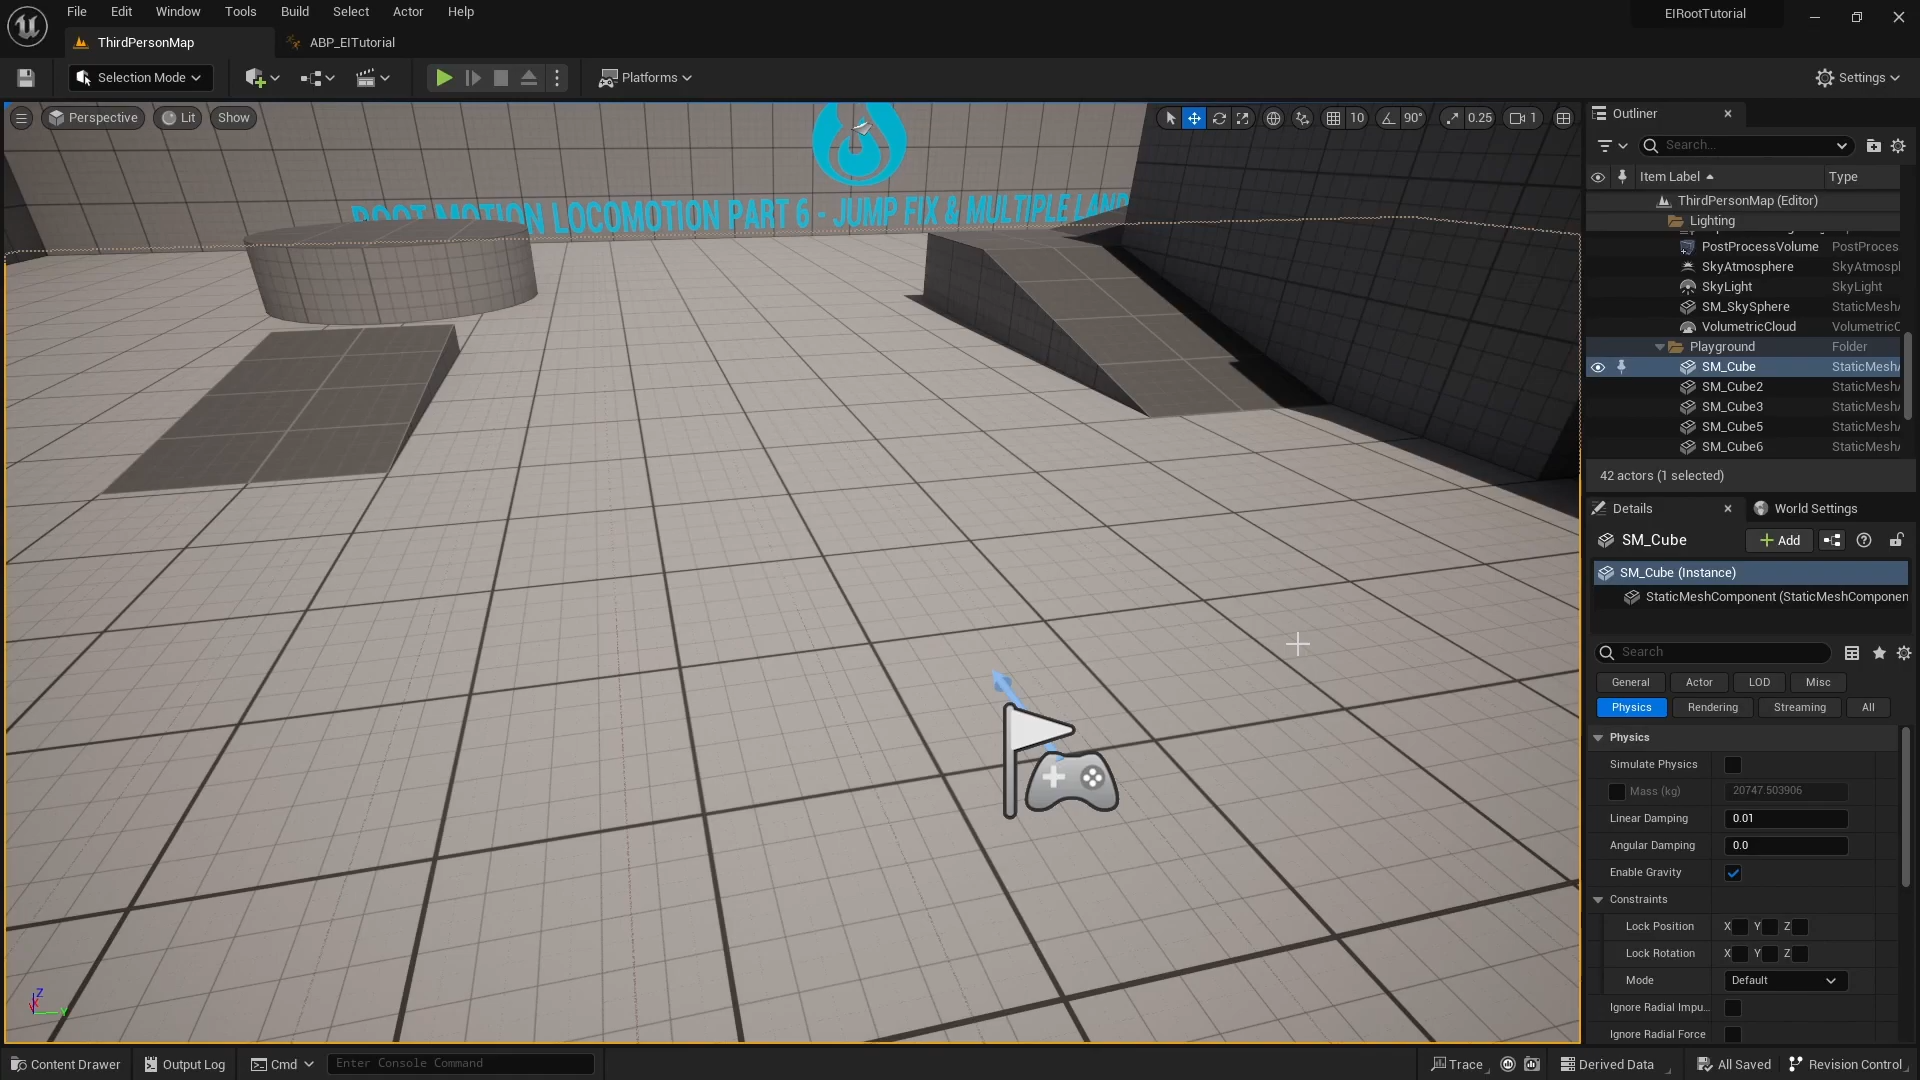 File Edit Window Tools Build Select Actor Help
EIRootTutorial
ThirdPersonMap
ABP_EITutorial
Selection Mode
Platforms
Settings
Perspective
Lit
Show
10
90°
0.25
1
ROOT MOTION LOCOMOTION PART 6 - JUMP FIX & MULTIPLE LAND
Outliner
Search...
Item Label Type
ThirdPersonMap (Editor)
Lighting
PostProcessVolume PostProces
SkyAtmosphere SkyAtmospl
SkyLight SkyLight
SM_SkySphere StaticMesh
VolumetricCloud VolumetricC
Playground Folder
SM_Cube StaticMesh
SM_Cube2 StaticMesh
SM_Cube3 StaticMesh
SM_Cube5 StaticMesh
SM_Cube6 StaticMesh
42 actors (1 selected)
Details
World Settings
SM_Cube
Add
SM_Cube (Instance)
StaticMeshComponent (StaticMeshComponen
Search
General Actor LOD Misc
Physics Rendering Streaming All
Physics
Simulate Physics
Mass (kg) 20747.503906
Linear Damping 0.01
Angular Damping 0.0
Enable Gravity
Constraints
Lock Position X Y Z
Lock Rotation X Y Z
Mode Default
Ignore Radial Impu...
Ignore Radial Force
Z
X
Y
Content Drawer
Output Log
Cmd
Enter Console Command
Trace
Derived Data
All Saved
Revision Control